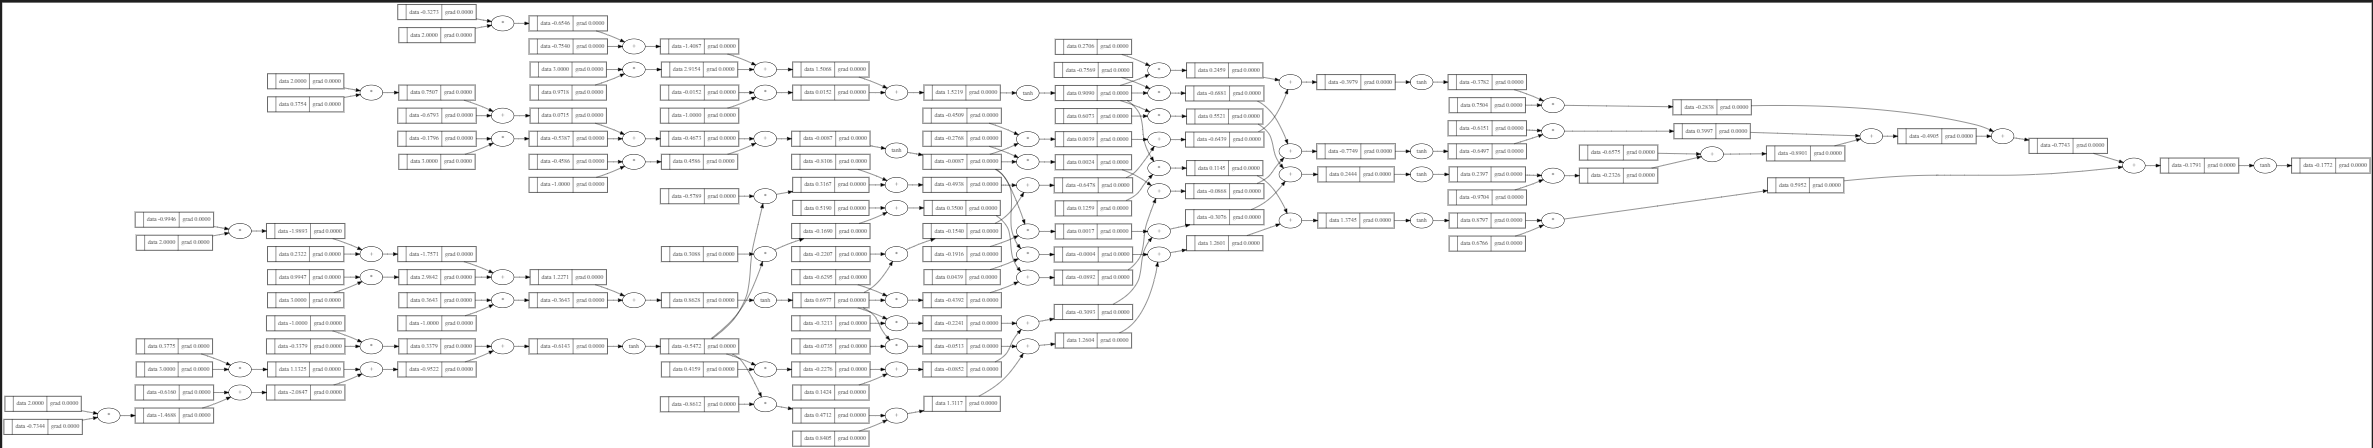 data -0.3273 grad 0.0000
data 2.0000 grad 0.0000
*
data -0.6546 grad 0.0000
data -0.7540 grad 0.0000
+
data -1.4087 grad 0.0000
data 3.0000 grad 0.0000
data 0.9718 grad 0.0000
*
data 2.9154 grad 0.0000
+
data 1.5068 grad 0.0000
data -0.0152 grad 0.0000
data -1.0000 grad 0.0000
*
data 0.0152 grad 0.0000
+
data 1.5219 grad 0.0000
tanh
data 0.9090 grad 0.0000
data 2.0000 grad 0.0000
data 0.3754 grad 0.0000
*
data 0.7507 grad 0.0000
data -0.6793 grad 0.0000
+
data 0.0715 grad 0.0000
data -0.1796 grad 0.0000
data 3.0000 grad 0.0000
*
data -0.5387 grad 0.0000
+
data -0.4673 grad 0.0000
data -0.4586 grad 0.0000
data -1.0000 grad 0.0000
*
data 0.4586 grad 0.0000
+
data -0.0087 grad 0.0000
tanh
data -0.0087 grad 0.0000
data -0.9946 grad 0.0000
data 2.0000 grad 0.0000
*
data -1.9893 grad 0.0000
data 0.2322 grad 0.0000
+
data -1.7571 grad 0.0000
data 0.9947 grad 0.0000
data 3.0000 grad 0.0000
*
data 2.9842 grad 0.0000
+
data 1.2271 grad 0.0000
data 0.3643 grad 0.0000
data -1.0000 grad 0.0000
*
data -0.3643 grad 0.0000
+
data 0.8628 grad 0.0000
tanh
data 0.6977 grad 0.0000
data -1.0000 grad 0.0000
data -0.3379 grad 0.0000
*
data 0.3379 grad 0.0000
data 0.3775 grad 0.0000
data 3.0000 grad 0.0000
*
data 1.1325 grad 0.0000
data -0.6160 grad 0.0000
data 2.0000 grad 0.0000
data -0.7344 grad 0.0000
*
data -1.4688 grad 0.0000
+
data -2.0847 grad 0.0000
+
data -0.9522 grad 0.0000
+
data -0.6143 grad 0.0000
tanh
data -0.5472 grad 0.0000
data -0.5789 grad 0.0000
*
data 0.3167 grad 0.0000
data -0.8106 grad 0.0000
+
data -0.4938 grad 0.0000
data 0.3088 grad 0.0000
*
data -0.1690 grad 0.0000
data 0.5190 grad 0.0000
+
data 0.3500 grad 0.0000
data -0.2207 grad 0.0000
*
data -0.1540 grad 0.0000
data -0.6295 grad 0.0000
*
data -0.4392 grad 0.0000
data -0.3213 grad 0.0000
*
data -0.2241 grad 0.0000
data -0.0735 grad 0.0000
*
data -0.0513 grad 0.0000
data 0.4159 grad 0.0000
*
data -0.2276 grad 0.0000
data 0.1424 grad 0.0000
+
data -0.0852 grad 0.0000
data -0.8612 grad 0.0000
*
data 0.4712 grad 0.0000
data 0.8405 grad 0.0000
+
data 1.3117 grad 0.0000
data -0.4509 grad 0.0000
data -0.2768 grad 0.0000
data -0.1916 grad 0.0000
data 0.0439 grad 0.0000
data 0.2706 grad 0.0000
data -0.7569 grad 0.0000
data 0.6073 grad 0.0000
data 0.0039 grad 0.0000
data 0.0024 grad 0.0000
data -0.6478 grad 0.0000
data 0.1259 grad 0.0000
data 0.0017 grad 0.0000
data -0.0004 grad 0.0000
data -0.0892 grad 0.0000
data -0.3093 grad 0.0000
data 1.2604 grad 0.0000
data 0.2459 grad 0.0000
data -0.6881 grad 0.0000
data 0.5521 grad 0.0000
data -0.6439 grad 0.0000
data 0.1145 grad 0.0000
data -0.0868 grad 0.0000
data -0.3076 grad 0.0000
data 1.2601 grad 0.0000
data -0.3979 grad 0.0000
tanh
data -0.3782 grad 0.0000
data 0.7504 grad 0.0000
*
data -0.2838 grad 0.0000
data -0.6151 grad 0.0000
data -0.7749 grad 0.0000
tanh
data -0.6497 grad 0.0000
*
data 0.3997 grad 0.0000
data 0.2444 grad 0.0000
tanh
data 0.2397 grad 0.0000
data -0.9704 grad 0.0000
*
data -0.2326 grad 0.0000
data -0.6575 grad 0.0000
+
data -0.8901 grad 0.0000
+
data -0.4905 grad 0.0000
+
data -0.7743 grad 0.0000
data 1.3745 grad 0.0000
tanh
data 0.8797 grad 0.0000
data 0.6766 grad 0.0000
*
data 0.5952 grad 0.0000
+
data -0.1791 grad 0.0000
tanh
data -0.1772 grad 0.0000